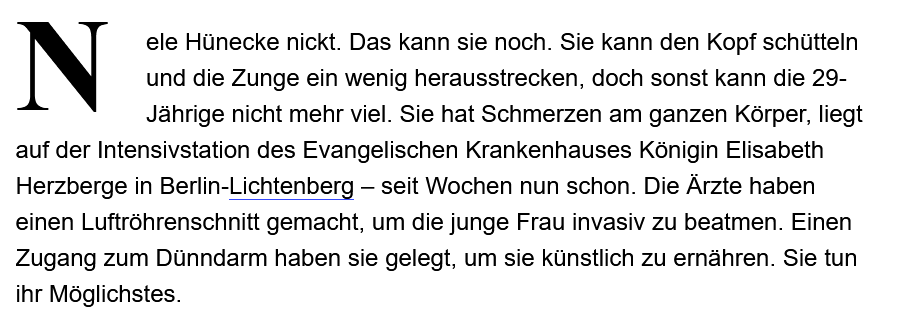 Nele Hünecke nickt. Das kann sie noch. Sie kann den Kopf schütteln
und die Zunge ein wenig herausstrecken, doch sonst kann die 29-
Jährige nicht mehr viel. Sie hat Schmerzen am ganzen Körper, liegt
auf der Intensivstation des Evangelischen Krankenhauses Königin Elisabeth
Herzberge in Berlin-Lichtenberg – seit Wochen nun schon. Die Ärzte haben
einen Luftröhrenschnitt gemacht, um die junge Frau invasiv zu beatmen. Einen
Zugang zum Dünndarm haben sie gelegt, um sie künstlich zu ernähren. Sie tun
ihr Möglichstes.